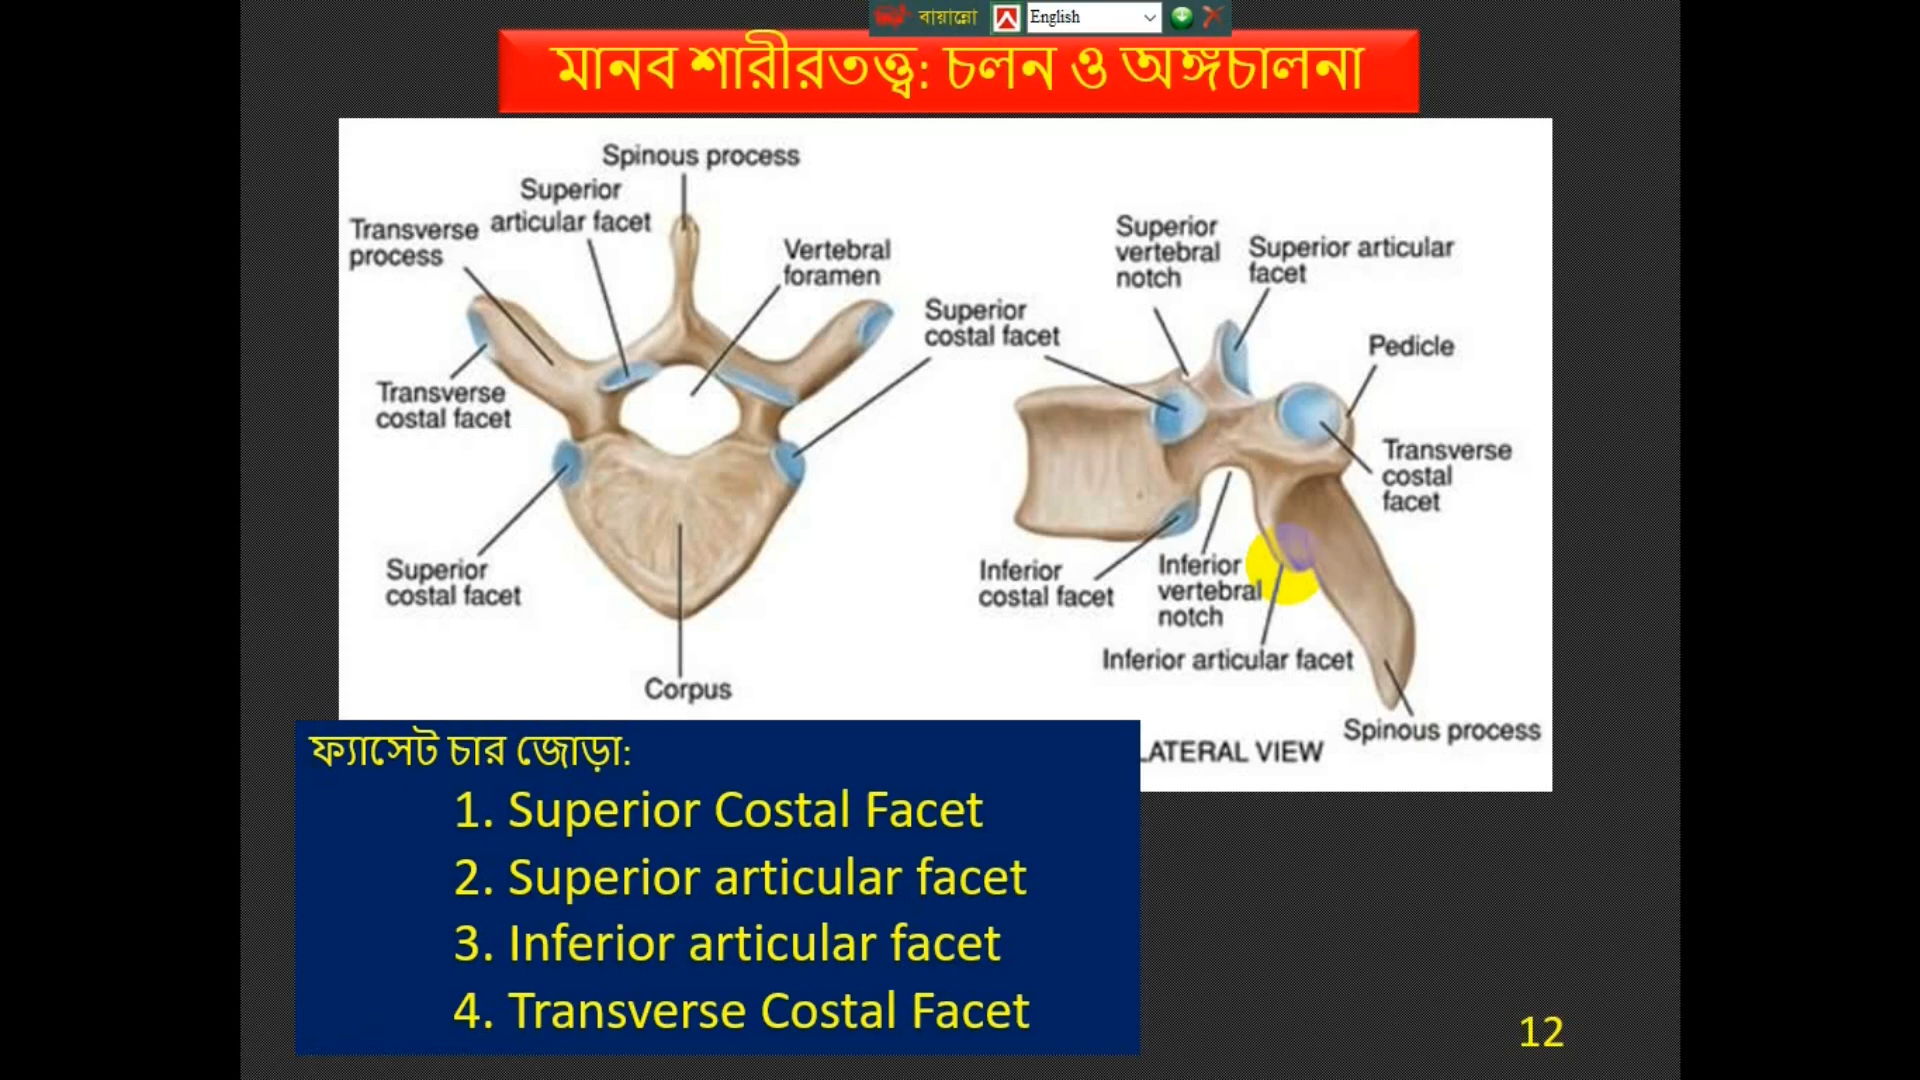 বায়ান্নো
English
মানব শারীরতত্ত্ব: চলন ও অঙ্গচালনা
Spinous process
Superior
articular facet
Transverse
process
Vertebral
foramen
Superior
costal facet
Transverse
costal facet
Superior
costal facet
Corpus
Superior
vertebral
notch
Superior articular
facet
Pedicle
Transverse
costal
facet
Inferior
costal facet
Inferior
vertebral
notch
Inferior articular facet
Spinous process
LATERAL VIEW
ফ্যাসেট চার জোড়া:
1. Superior Costal Facet
2. Superior articular facet
3. Inferior articular facet
4. Transverse Costal Facet
12